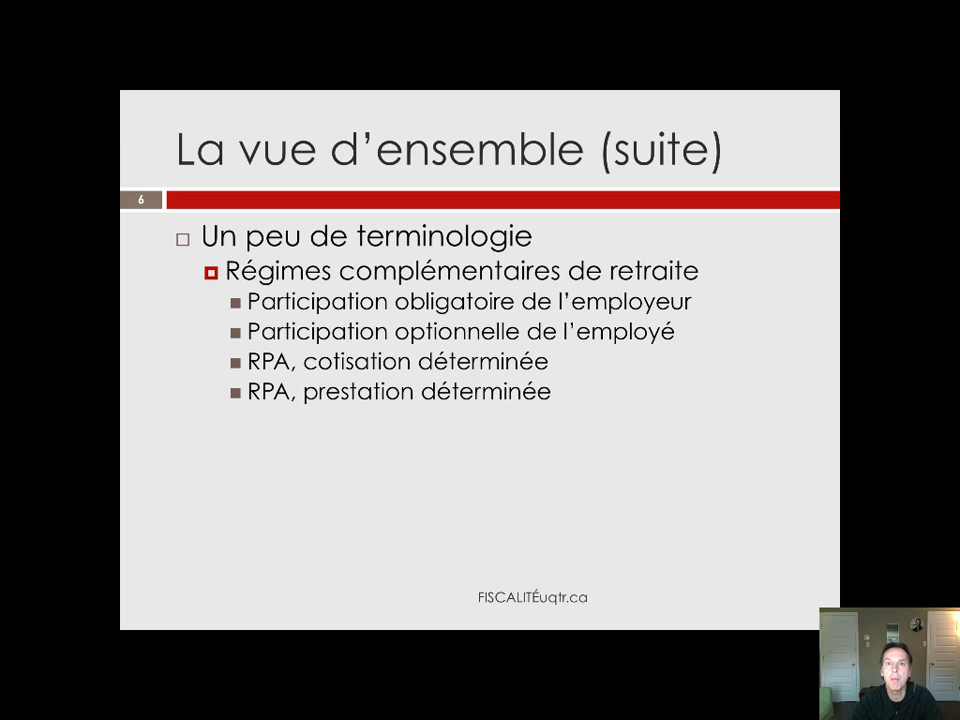 La vue d'ensemble (suite)
6
Un peu de terminologie
Régimes complémentaires de retraite
Participation obligatoire de l'employeur
Participation optionnelle de l'employé
RPA, cotisation déterminée
RPA, prestation déterminée
FISCALITÉuqtr.ca